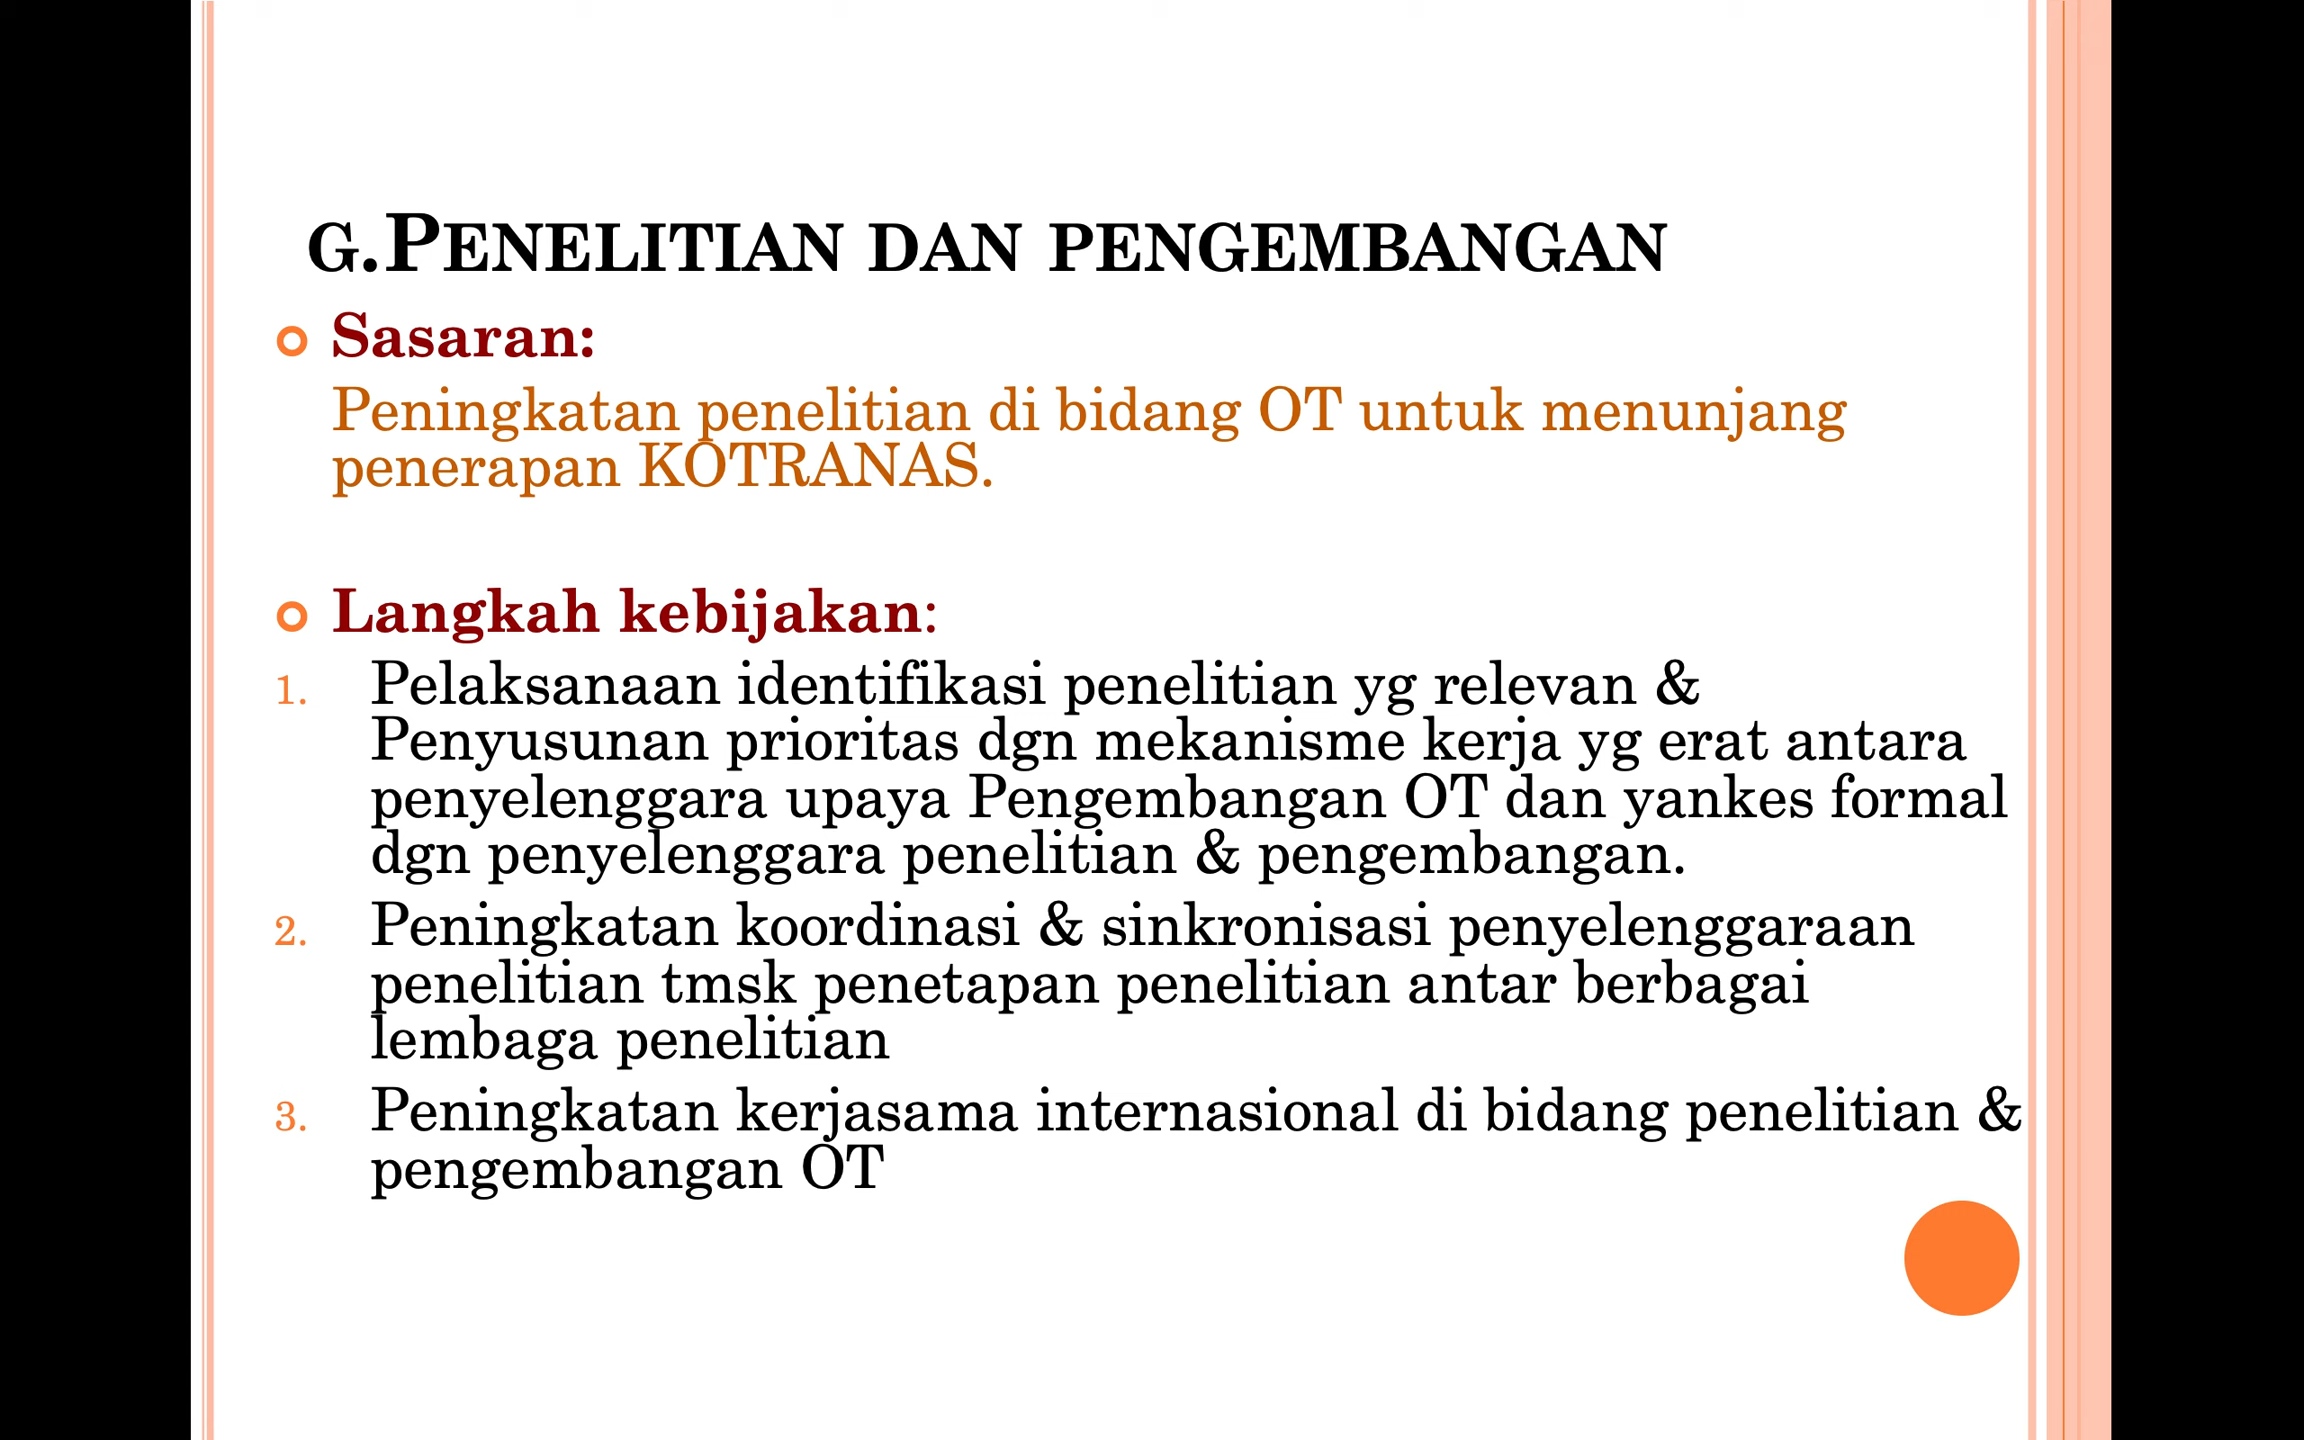 G.PENELITIAN DAN PENGEMBANGAN
Sasaran:
Peningkatan penelitian di bidang OT untuk menunjang
penerapan KOTRANAS.
Langkah kebijakan:
1. Pelaksanaan identifikasi penelitian yg relevan &
Penyusunan prioritas dgn mekanisme kerja yg erat antara
penyelenggara upaya Pengembangan OT dan yankes formal
dgn penyelenggara penelitian & pengembangan.
2. Peningkatan koordinasi & sinkronisasi penyelenggaraan
penelitian tmsk penetapan penelitian antar berbagai
lembaga penelitian
3. Peningkatan kerjasama internasional di bidang penelitian &
pengembangan OT